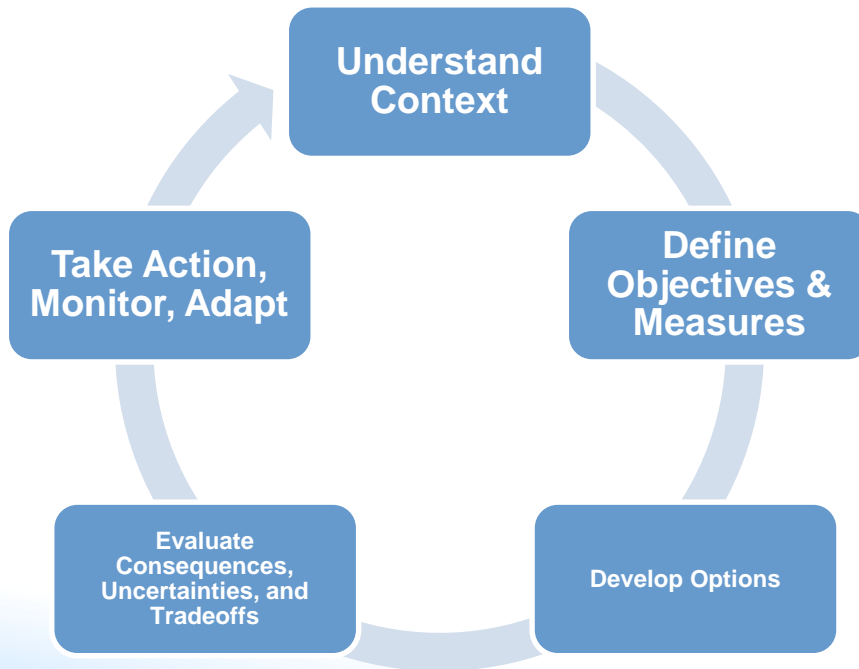 Understand
Context
Define
Objectives &
Measures
Develop Options
Evaluate
Consequences,
Uncertainties, and
Tradeoffs
Take Action,
Monitor, Adapt